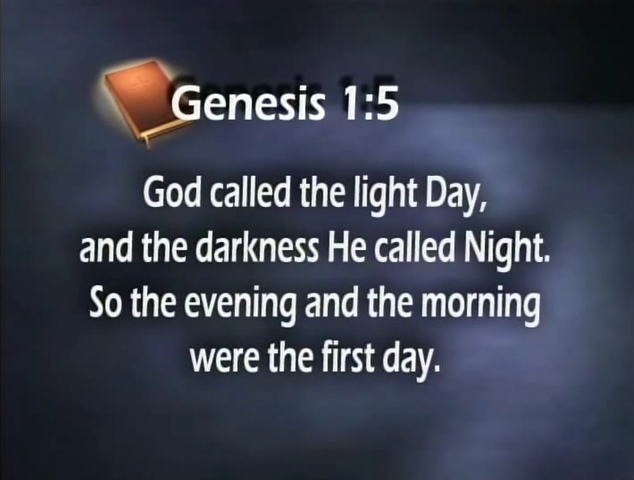 Genesis 1:5
God called the light Day,
and the darkness He called Night.
So the evening and the morning
were the first day.